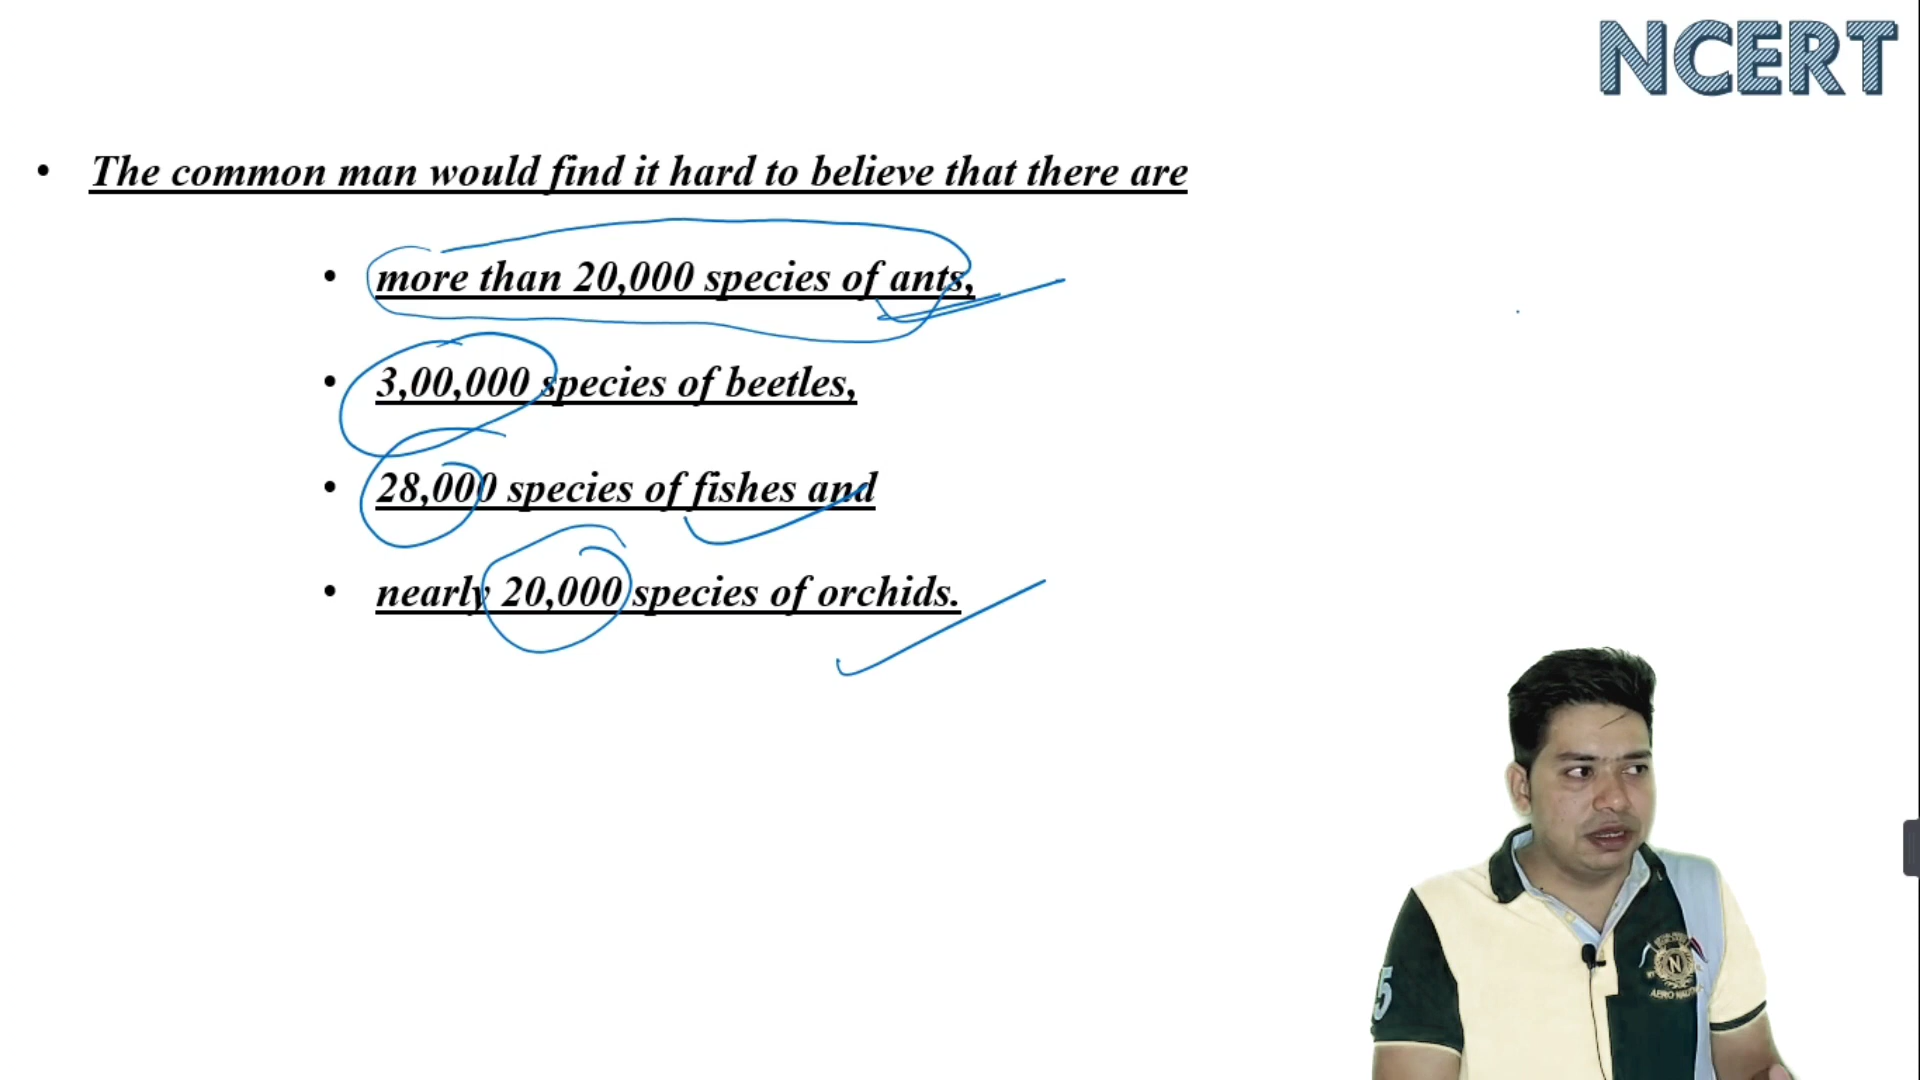 NCERT
• The common man would find it hard to believe that there are
• more than 20,000 species of ants,
• 3,00,000 species of beetles,
• 28,000 species of fishes and
• nearly 20,000 species of orchids.
5
N